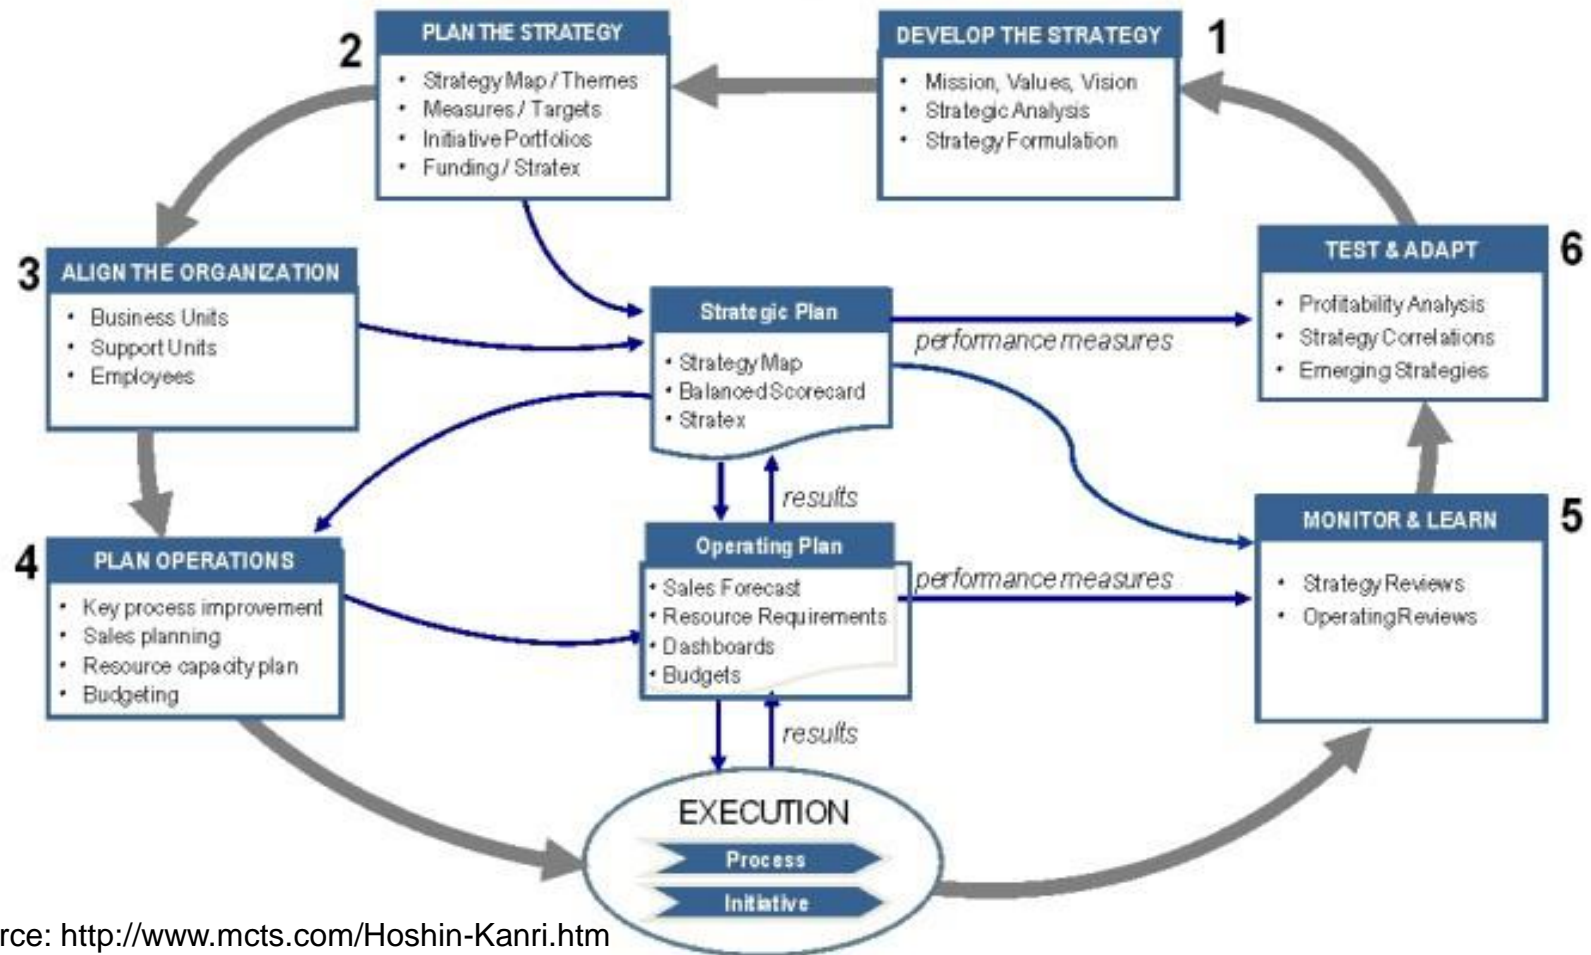 1
DEVELOP THE STRATEGY
• Mission, Values, Vision
• Strategic Analysis
• Strategy Formulation
2
PLAN THE STRATEGY
• Strategy Map / Themes
• Measures / Targets
• Initiative Portfolios
• Funding / Stratex
3
ALIGN THE ORGANIZATION
• Business Units
• Support Units
• Employees
4
PLAN OPERATIONS
• Key process improvement
• Sales planning
• Resource capacity plan
• Budgeting
Strategic Plan
• Strategy Map
• Balanced Scorecard
• Stratex
performance measures
results
Operating Plan
• Sales Forecast
• Resource Requirements
• Dashboards
• Budgets
performance measures
results
EXECUTION
Process
Initiative
5
MONITOR & LEARN
• Strategy Reviews
• Operating Reviews
6
TEST & ADAPT
• Profitability Analysis
• Strategy Correlations
• Emerging Strategies
rce: http://www.mcts.com/Hoshin-Kanri.htm